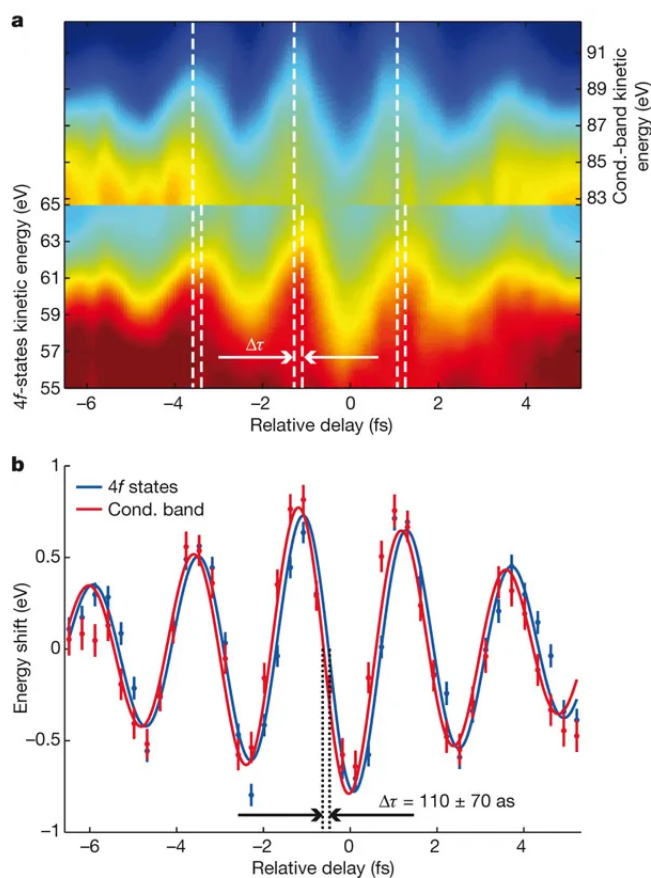 a
91
89
87
85
83
Cond.-band kinetic
energy (eV)
65
63
61
59
57
55
4f-states kinetic energy (eV)
Δτ
−6
−4
−2
0
2
4
Relative delay (fs)
b
1
0.5
0
−0.5
−1
Energy shift (eV)
4f states
Cond. band
Δτ = 110 ± 70 as
−6
−4
−2
0
2
4
Relative delay (fs)